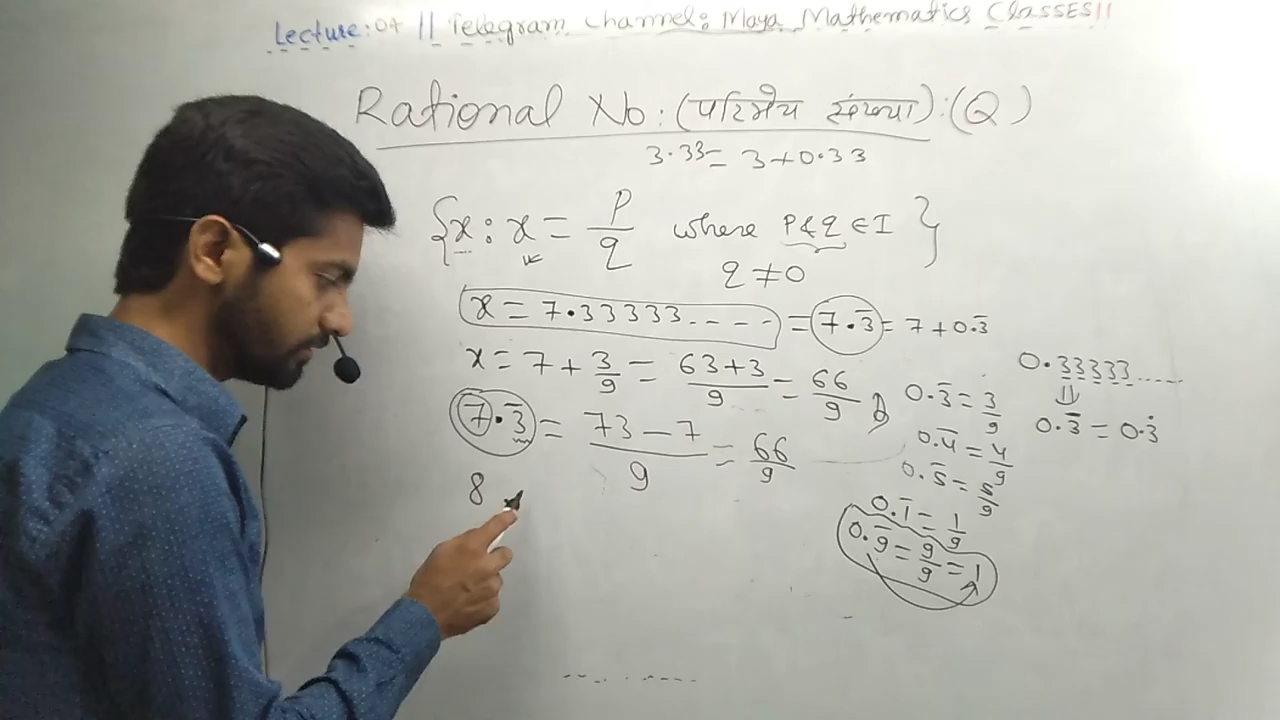 Lecture: 07 || Telegram Channel: Maya Mathematics Classes ||
Rational No: (परिमेय संख्या): (Q)
3.33 = 3+0.33
{x : x = P/q where P & q ∈ I}
q ≠ 0
x = 7.33333.---- = 7.3̅ = 7 + 0.3̅
x = 7 + 3/9 = 63+3/9 = 66/9
7.3̅ = 73-7/9 = 66/9
8
0.3̅ = 3/9
0.4̅ = 4/9
0.5̅ = 5/9
0.1̅ = 1/9
0.9̅ = 9/9 = 1
0.33333.....
0.3̅ = 0.3̇